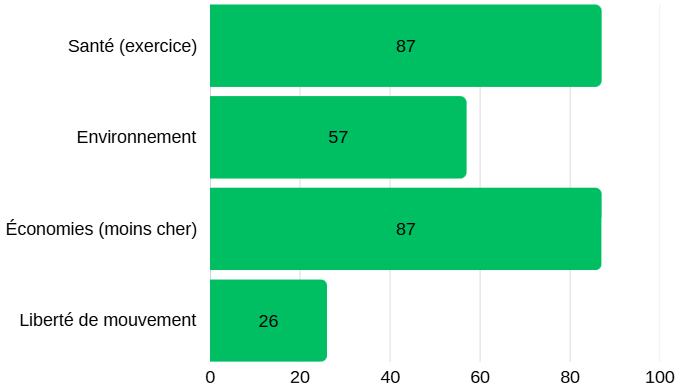 Santé (exercice)
87
Environnement
57
Économies (moins cher)
87
Liberté de mouvement
26
0 20 40 60 80 100